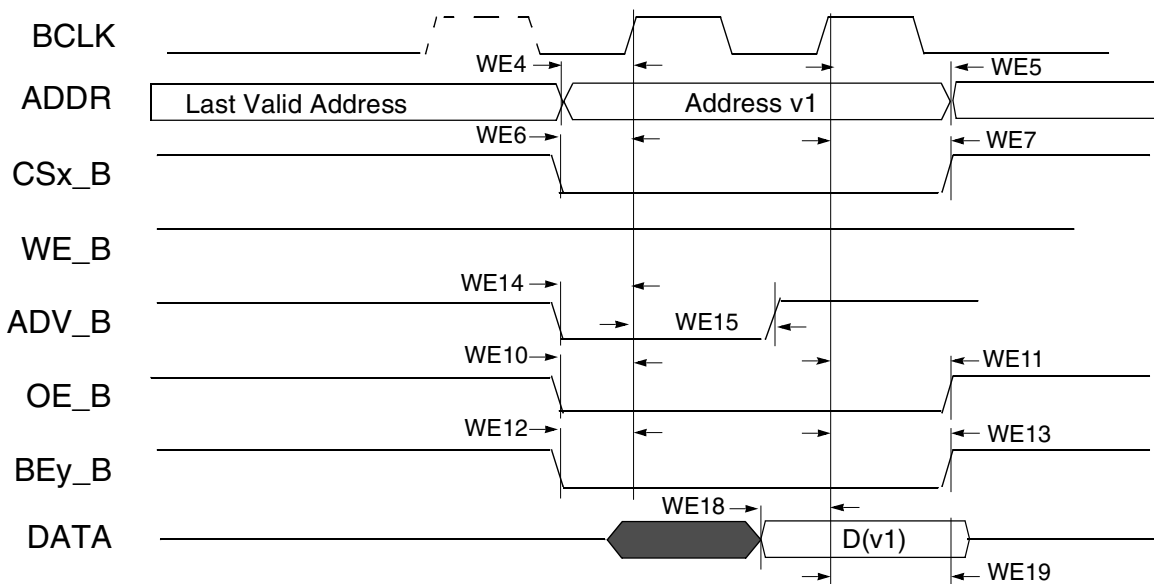 BCLK
WE4
WE5
ADDR
Last Valid Address
Address v1
WE6
WE7
CSx_B
WE_B
WE14
ADV_B
WE15
WE10
WE11
OE_B
WE12
WE13
BEy_B
WE18
DATA
D(v1)
WE19